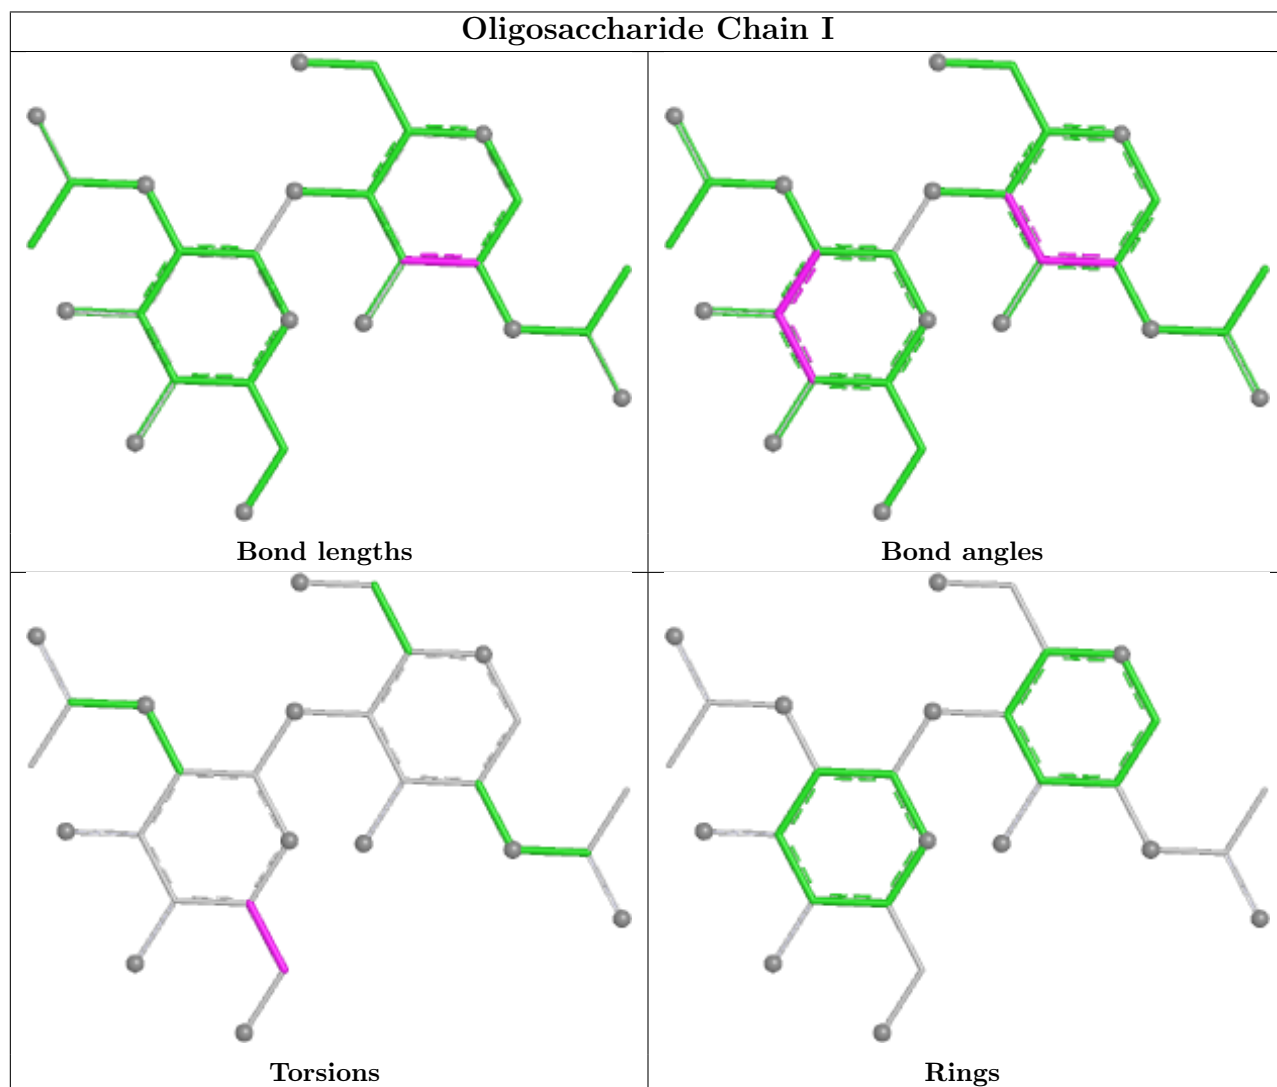 Oligosaccharide Chain I
Bond lengths
Bond angles
Torsions
Rings